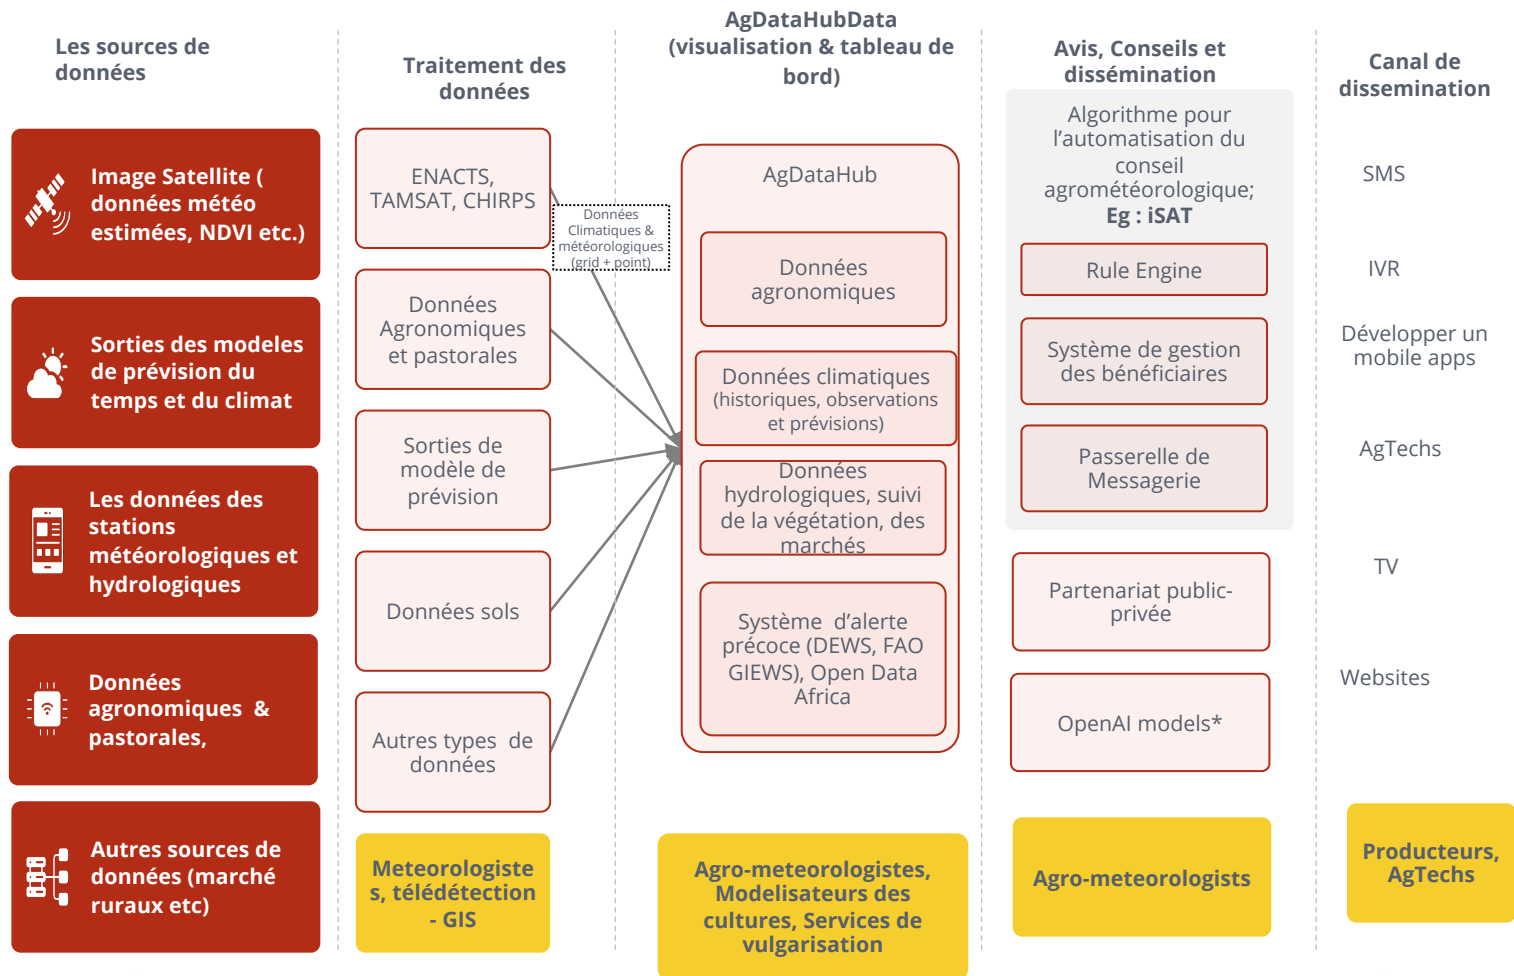 Les sources de
données
Image Satellite (
données météo
estimées, NDVI etc.)
Sorties des modeles
de prévision du
temps et du climat
Les données des
stations
météorologiques et
hydrologiques
Données
agronomiques &
pastorales,
Autres sources de
données (marché
ruraux etc)
Traitement des
données
ENACTS,
TAMSAT, CHIRPS
Données
Agronomiques
et pastorales
Sorties de
modèle de
prévision
Données sols
Autres types de
données
Meteorologiste
s, télédétection
- GIS
Données
Climatiques &
météorologiques
(grid + point)
AgDataHubData
(visualisation & tableau de
bord)
AgDataHub
Données
agronomiques
Données climatiques
(historiques, observations
et prévisions)
Données
hydrologiques, suivi
de la végétation, des
marchés
Système d’alerte
précoce (DEWS, FAO
GIEWS), Open Data
Africa
Agro-meteorologistes,
Modelisateurs des
cultures, Services de
vulgarisation
Avis, Conseils et
dissémination
Algorithme pour
l’automatisation du
conseil
agrométéorologique;
Eg : iSAT
Rule Engine
Système de gestion
des bénéficiaires
Passerelle de
Messagerie
Partenariat public-
privée
OpenAI models*
Agro-meteorologists
Canal de
dissemination
SMS
IVR
Développer un
mobile apps
AgTechs
TV
Websites
Producteurs,
AgTechs